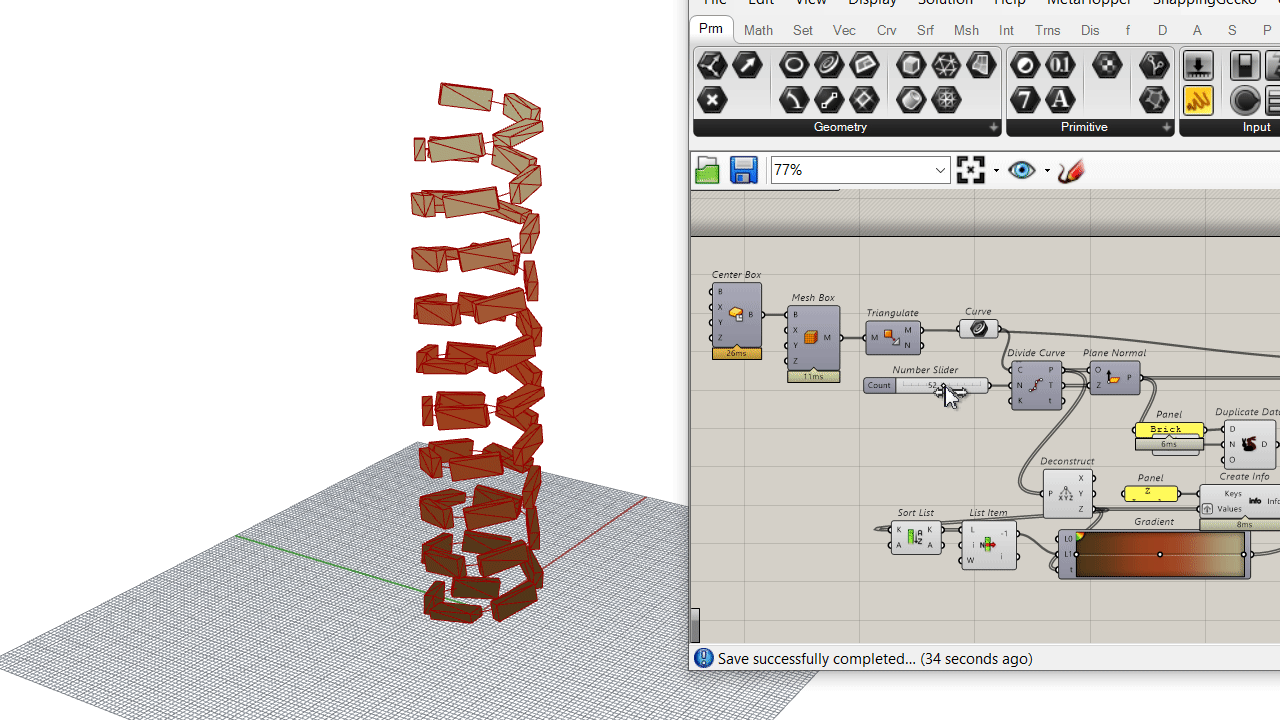 File Edit View Display Solution Help MetaHopper SnappingGecko
Prm Math Set Vec Crv Srf Msh Int Trns Dis f D A S P
Geometry Primitive Input
77%
Center Box
B X Y Z B
26ms
Mesh Box
B X Y Z M
11ms
Triangulate
M M N
Curve
Number Slider
Count 52
Divide Curve
C N K P T t
Plane Normal
O Z P
Panel
Brick
6ms
Duplicate Data
D N O D
Deconstruct
P X Y Z
Panel
Z
Create Info
Keys Values Info
8ms
Sort List
K A K A
List Item
L i W -1 i
Gradient
L0 L1 t
Save successfully completed... (34 seconds ago)